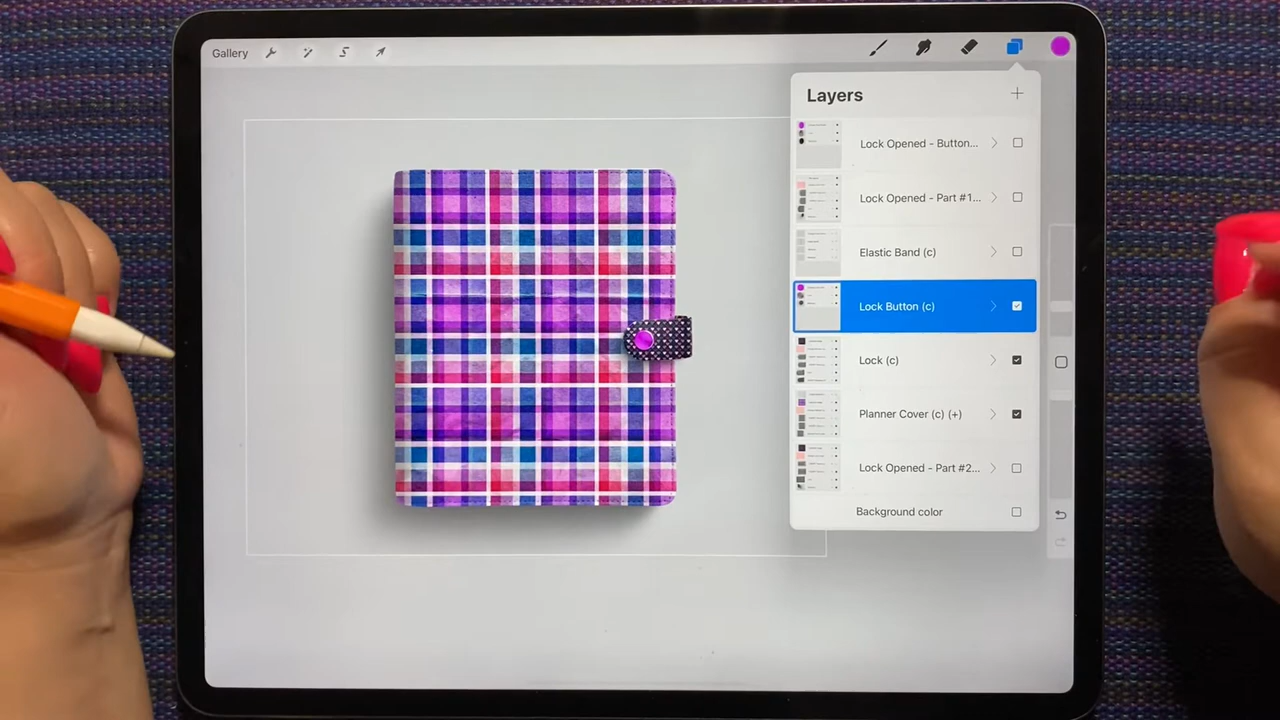 Gallery
Layers
Lock Opened - Button...
Lock Opened - Part #1...
Elastic Band (c)
Lock Button (c)
Lock (c)
Planner Cover (c) (+)
Lock Opened - Part #2...
Background color